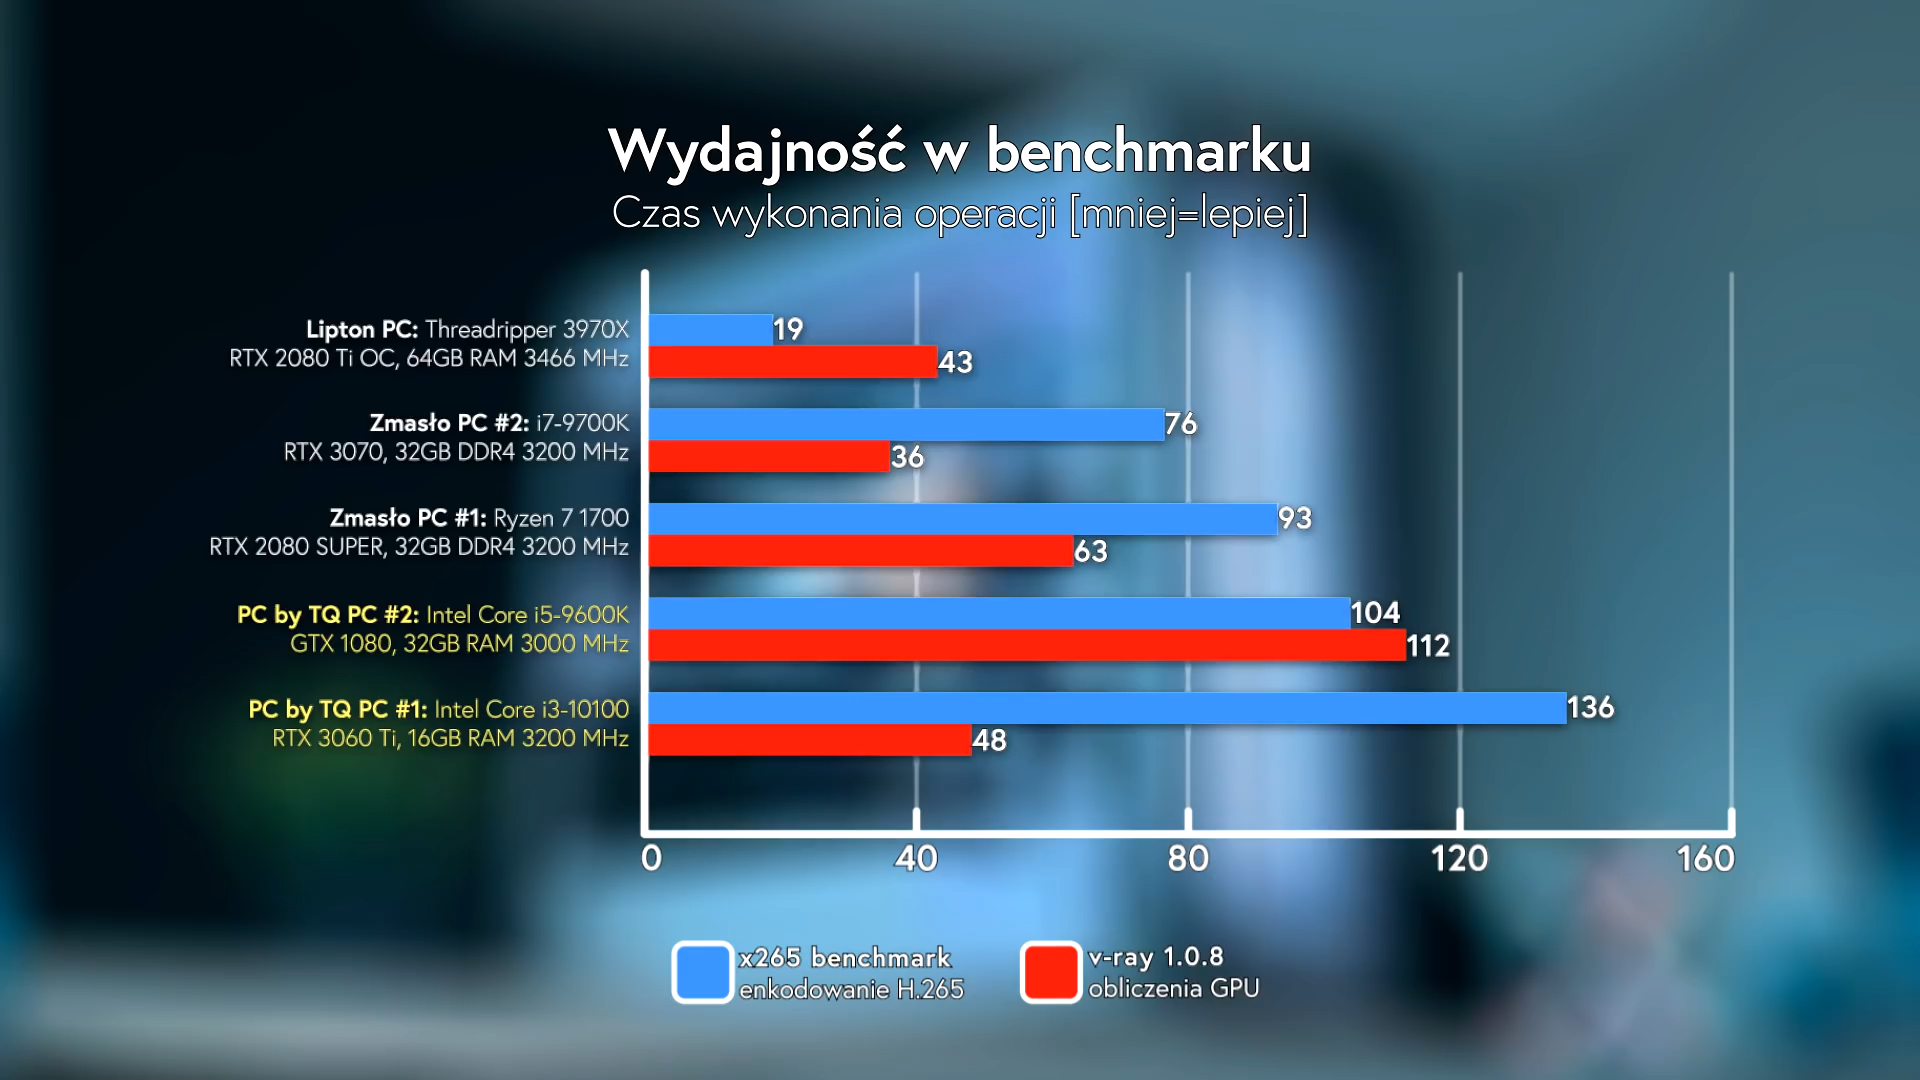 Wydajność w benchmarku
Czas wykonania operacji [mniej=lepiej]
Lipton PC: Threadripper 3970X
RTX 2080 Ti OC, 64GB RAM 3466 MHz
19
43
Zmasło PC #2: i7-9700K
RTX 3070, 32GB DDR4 3200 MHz
76
36
Zmasło PC #1: Ryzen 7 1700
RTX 2080 SUPER, 32GB DDR4 3200 MHz
93
63
PC by TQ PC #2: Intel Core i5-9600K
GTX 1080, 32GB RAM 3000 MHz
104
112
PC by TQ PC #1: Intel Core i3-10100
RTX 3060 Ti, 16GB RAM 3200 MHz
136
48
0 40 80 120 160
x265 benchmark
enkodowanie H.265
v-ray 1.0.8
obliczenia GPU